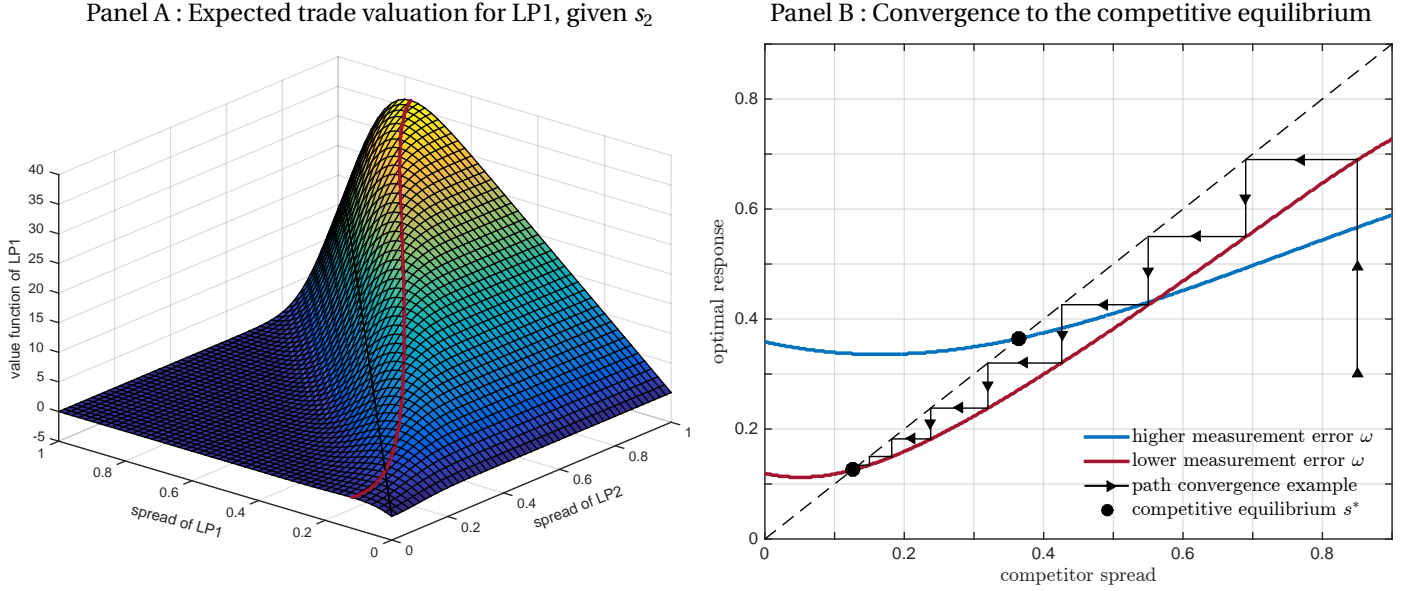 Panel A : Expected trade valuation for LP1, given s₂
40
35
30
25
20
15
10
5
0
-5
value function of LP1
1
0.8
0.6
0.4
0.2
0
spread of LP1
0
0.2
0.4
0.6
0.8
1
spread of LP2
Panel B : Convergence to the competitive equilibrium
0.8
0.6
0.4
0.2
0
optimal response
0
0.2
0.4
0.6
0.8
competitor spread
higher measurement error ω
lower measurement error ω
path convergence example
competitive equilibrium s*